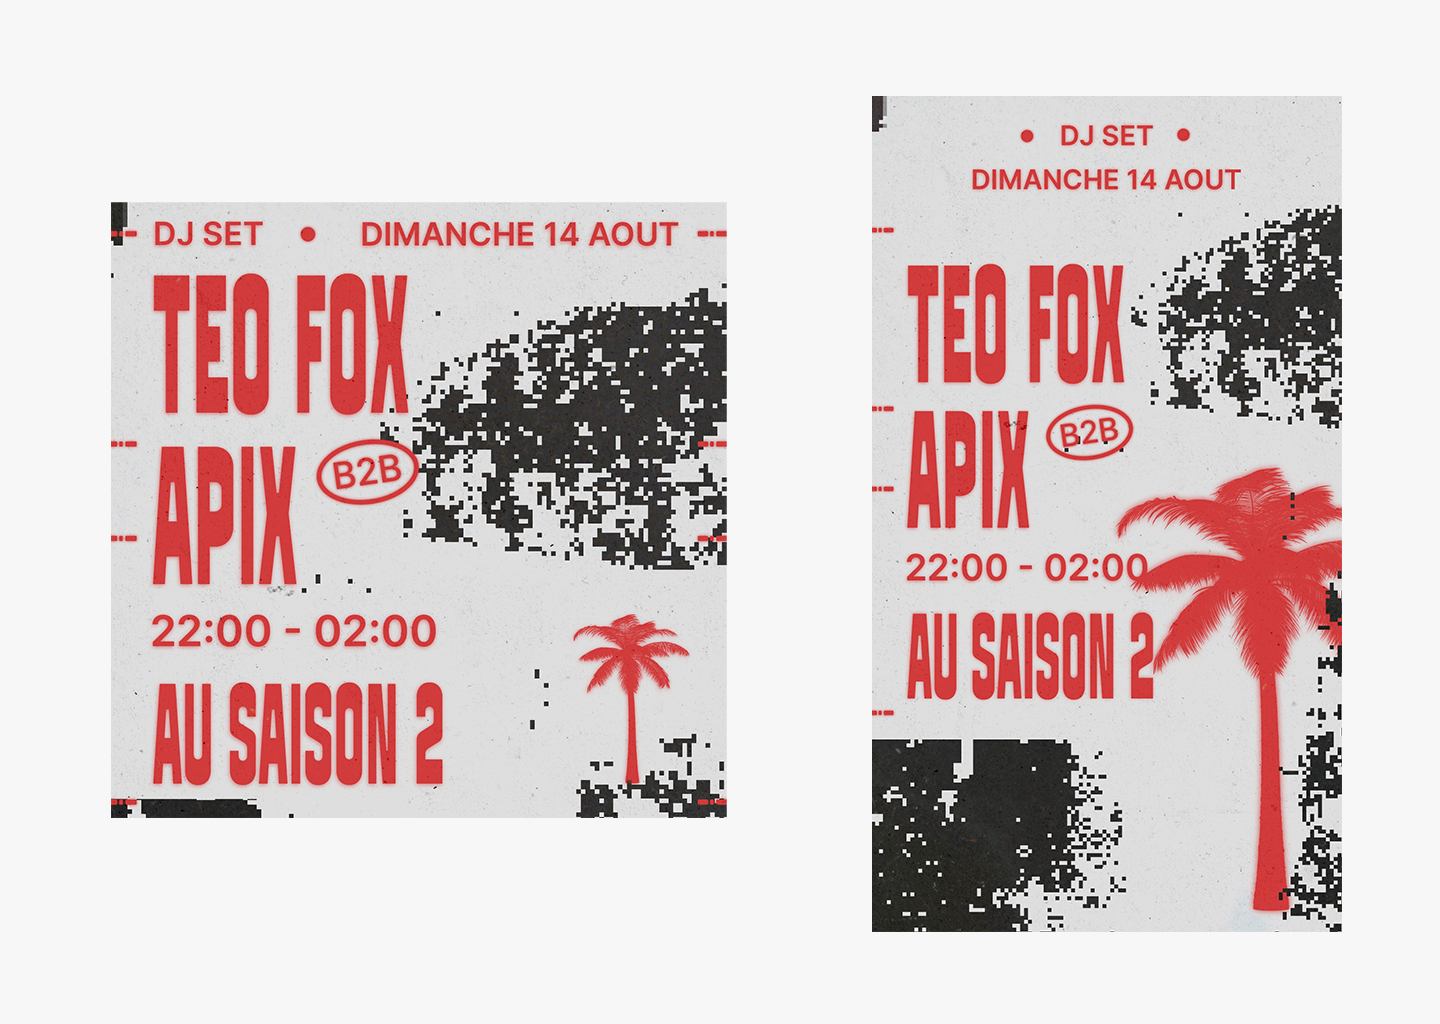 DJ SET • DIMANCHE 14 AOUT
TEO FOX
APIX B2B
22:00 - 02:00
AU SAISON 2
• DJ SET •
DIMANCHE 14 AOUT
TEO FOX
APIX B2B
22:00 - 02:00
AU SAISON 2